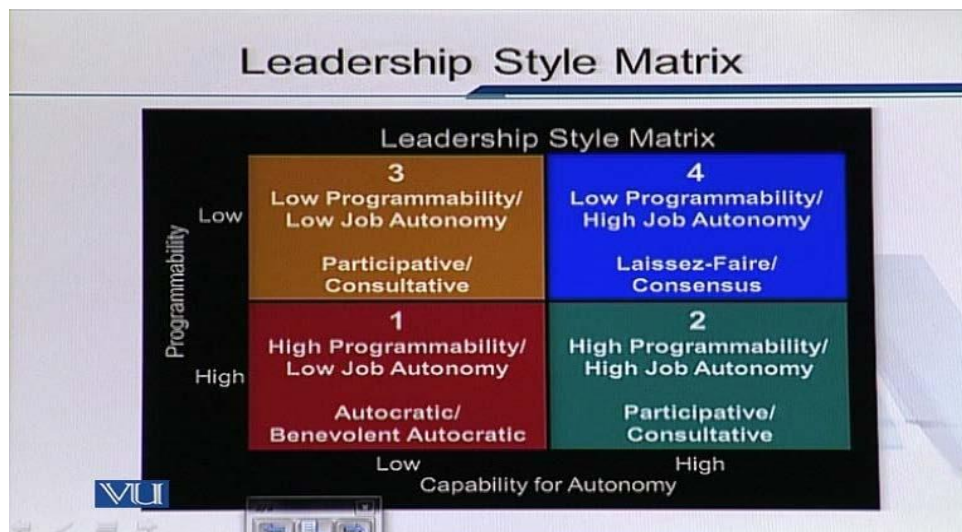 Leadership Style Matrix
Leadership Style Matrix
Programmability
Low
3
Low Programmability/
Low Job Autonomy
Participative/
Consultative
4
Low Programmability/
High Job Autonomy
Laissez-Faire/
Consensus
High
1
High Programmability/
Low Job Autonomy
Autocratic/
Benevolent Autocratic
2
High Programmability/
High Job Autonomy
Participative/
Consultative
Low
High
Capability for Autonomy
VU